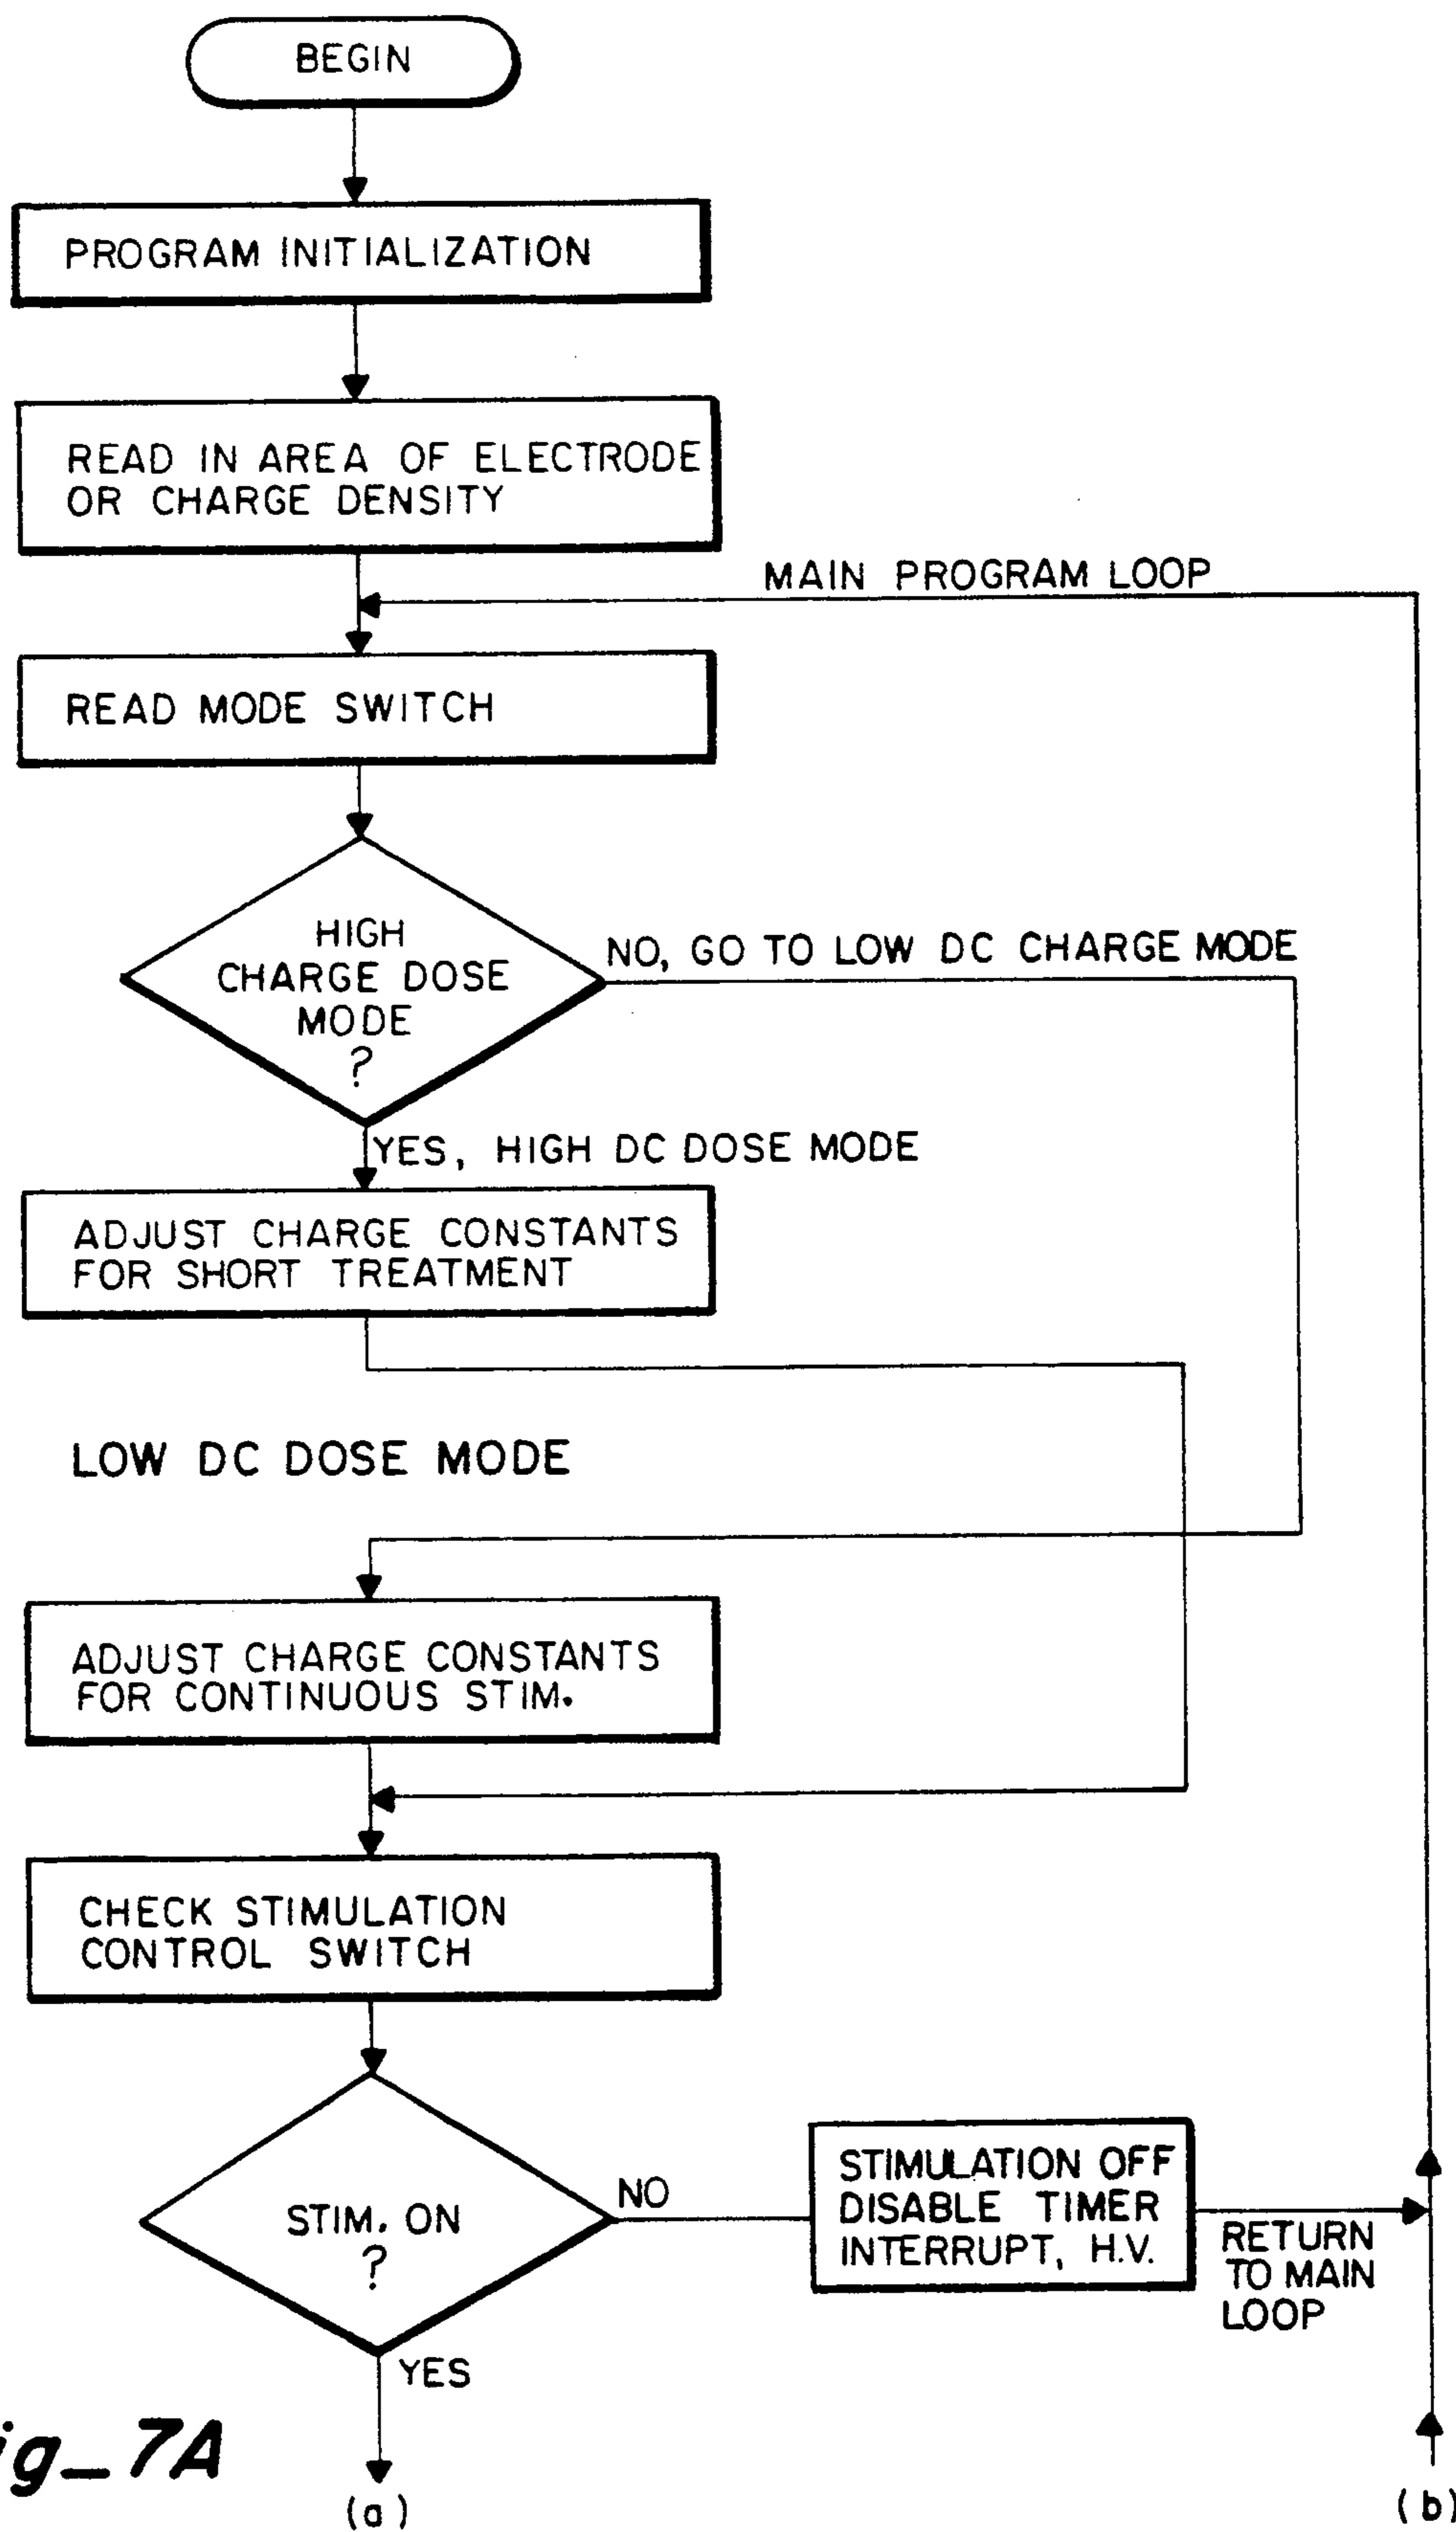 BEGIN
PROGRAM INITIALIZATION
READ IN AREA OF ELECTRODE
OR CHARGE DENSITY
MAIN PROGRAM LOOP
READ MODE SWITCH
HIGH
CHARGE DOSE
MODE
?
NO, GO TO LOW DC CHARGE MODE
YES, HIGH DC DOSE MODE
ADJUST CHARGE CONSTANTS
FOR SHORT TREATMENT
LOW DC DOSE MODE
ADJUST CHARGE CONSTANTS
FOR CONTINUOUS STIM.
CHECK STIMULATION
CONTROL SWITCH
STIM. ON
?
NO
STIMULATION OFF
DISABLE TIMER
INTERRUPT, H.V.
RETURN
TO MAIN
LOOP
YES
ig_7A
(a)
(b)